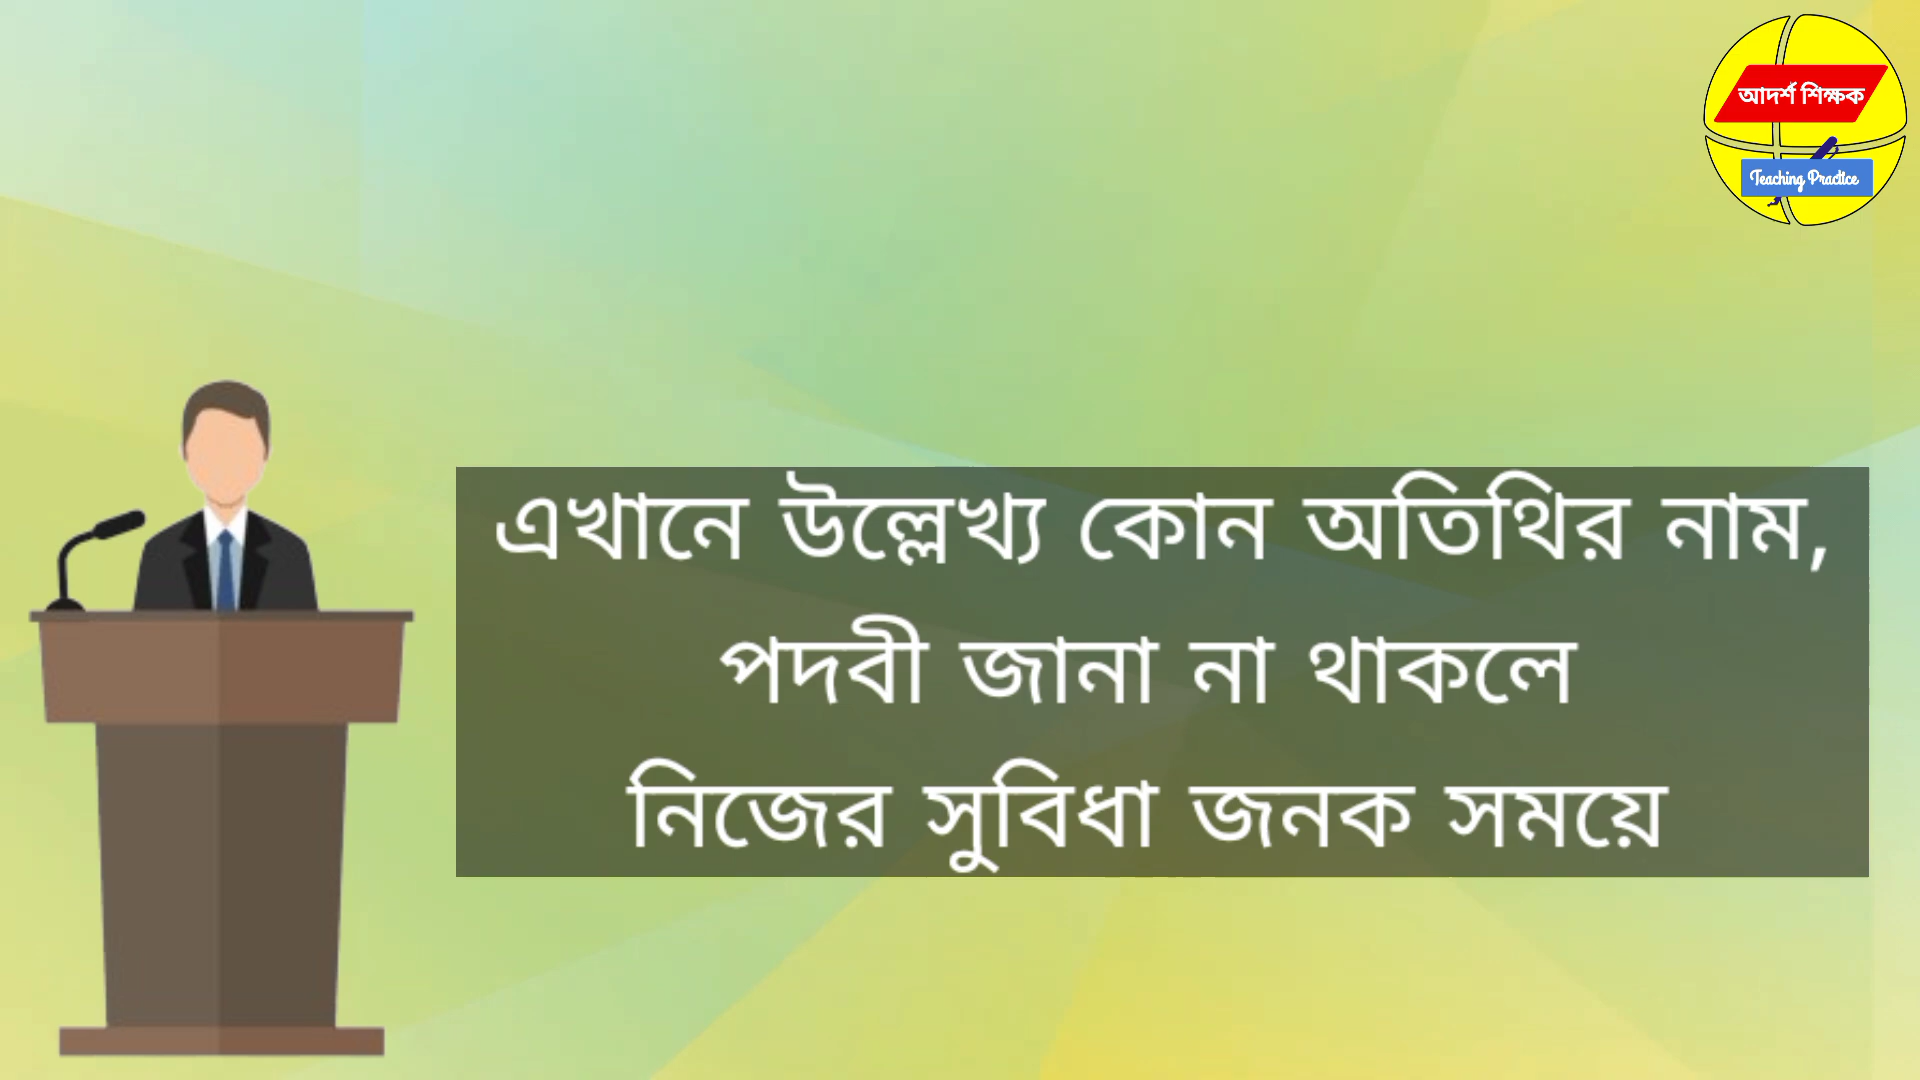 আদর্শ শিক্ষক
Teaching Practice
এখানে উল্লেখ্য কোন অতিথির নাম,
পদবী জানা না থাকলে
নিজের সুবিধা জনক সময়ে